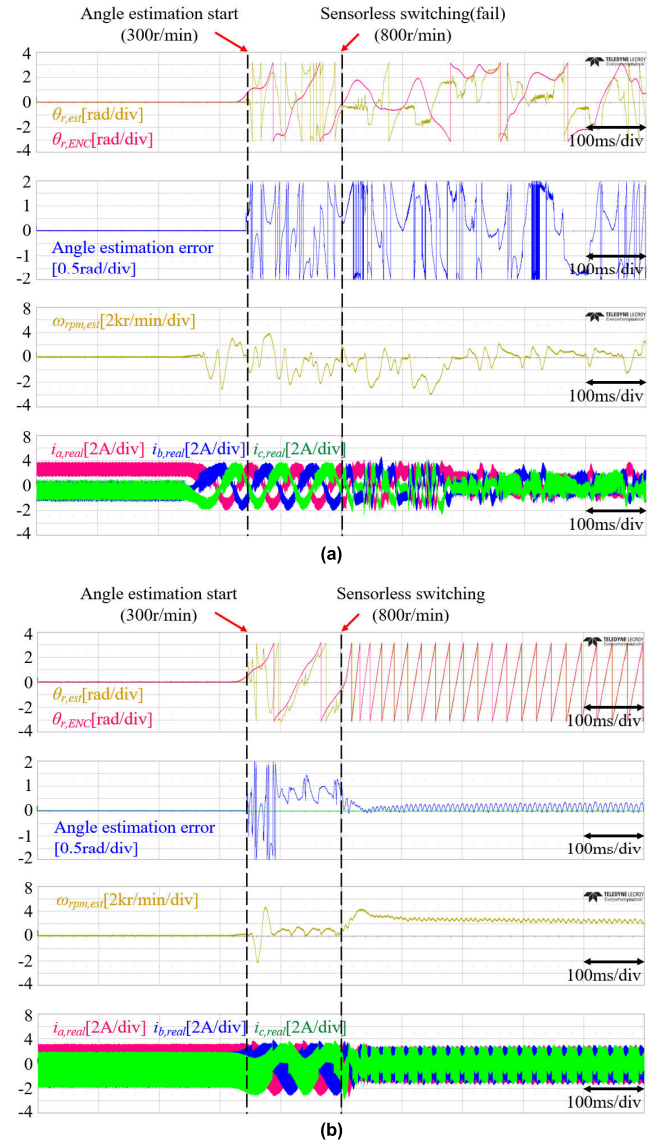 Angle estimation start
(300r/min)
Sensorless switching(fail)
(800r/min)
4
2
0
-2
-4
θr,est[rad/div]
θr,ENC[rad/div]
TELEDYNE LECROY
Everywhereyoulook
100ms/div
2
1
0
-1
-2
Angle estimation error
[0.5rad/div]
100ms/div
8
4
0
-2
-4
ωrpm,est[2kr/min/div]
TELEDYNE LECROY
Everywhereyoulook
100ms/div
8
4
0
-2
-4
ia,real[2A/div] ib,real[2A/div] ic,real[2A/div]
100ms/div
(a)
Angle estimation start
(300r/min)
Sensorless switching
(800r/min)
4
2
0
-2
-4
θr,est[rad/div]
θr,ENC[rad/div]
TELEDYNE LECROY
Everywhereyoulook
100ms/div
2
1
0
-1
-2
Angle estimation error
[0.5rad/div]
100ms/div
8
4
0
-2
-4
ωrpm,est[2kr/min/div]
TELEDYNE LECROY
Everywhereyoulook
100ms/div
8
4
0
-2
-4
ia,real[2A/div] ib,real[2A/div] ic,real[2A/div]
100ms/div
(b)